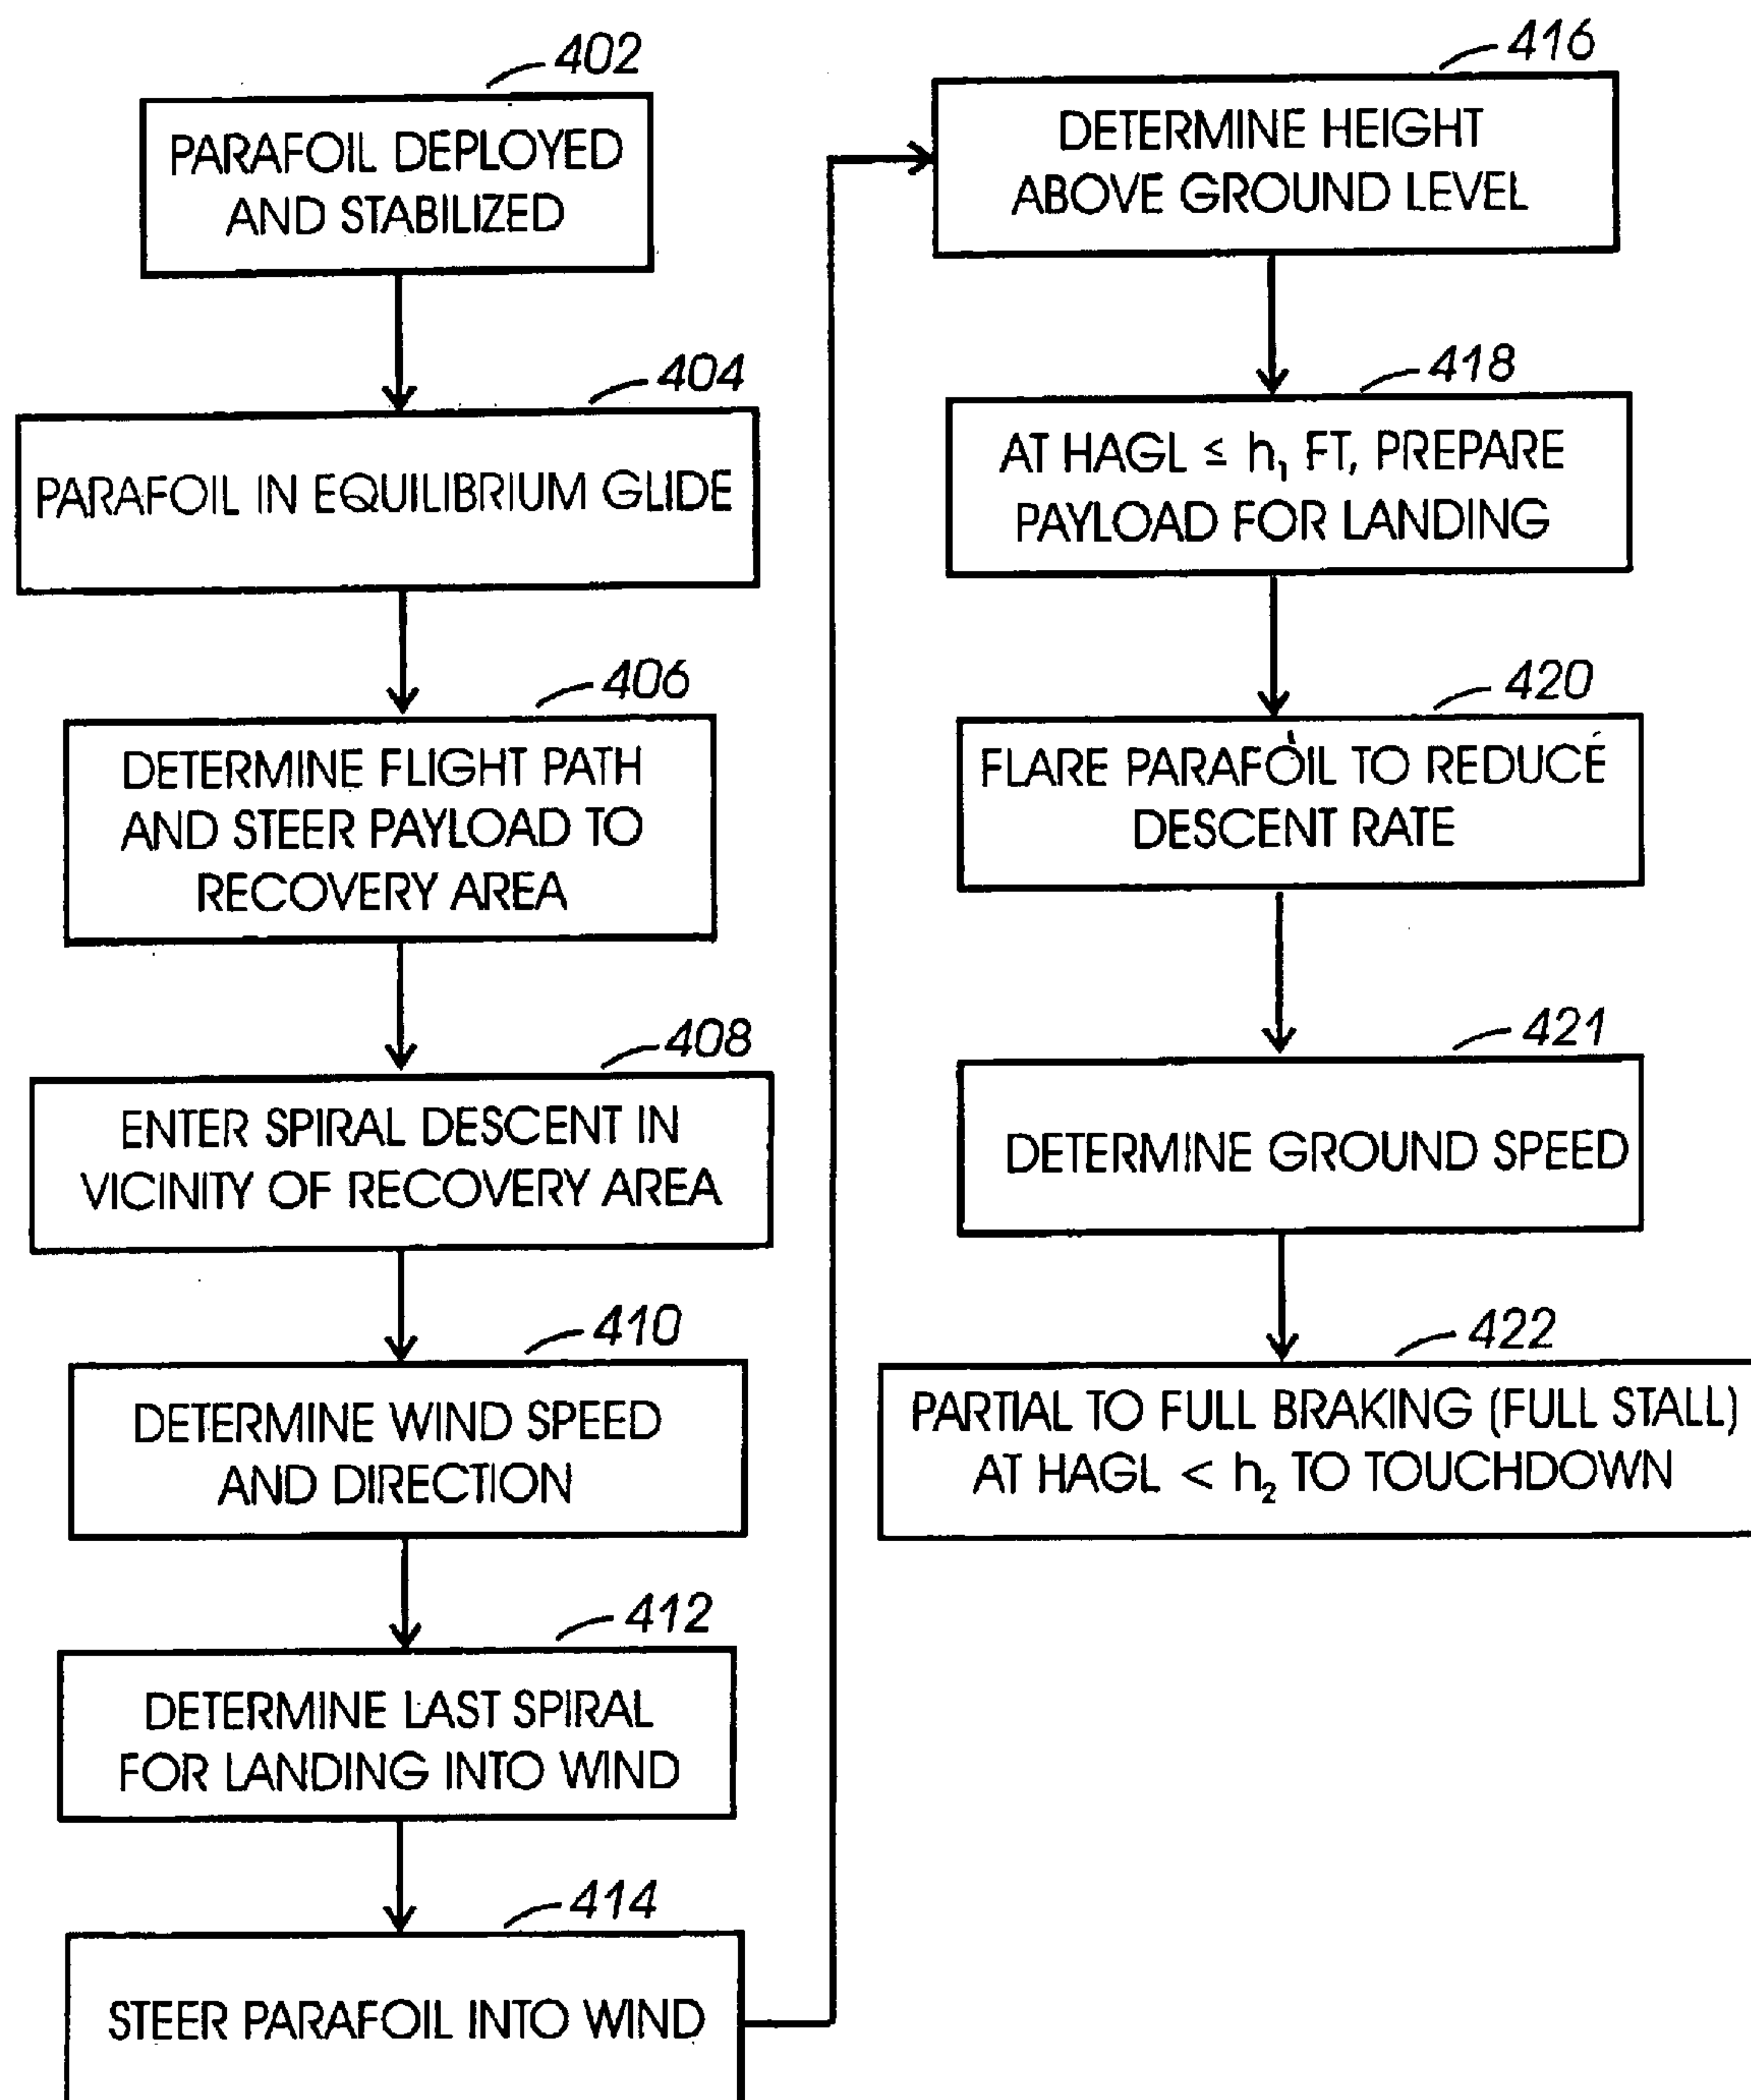 402
PARAFOIL DEPLOYED
AND STABILIZED
404
PARAFOIL IN EQUILIBRIUM GLIDE
406
DETERMINE FLIGHT PATH
AND STEER PAYLOAD TO
RECOVERY AREA
408
ENTER SPIRAL DESCENT IN
VICINITY OF RECOVERY AREA
410
DETERMINE WIND SPEED
AND DIRECTION
412
DETERMINE LAST SPIRAL
FOR LANDING INTO WIND
414
STEER PARAFOIL INTO WIND
416
DETERMINE HEIGHT
ABOVE GROUND LEVEL
418
AT HAGL ≤ h₁ FT, PREPARE
PAYLOAD FOR LANDING
420
FLARE PARAFOIL TO REDUCE
DESCENT RATE
421
DETERMINE GROUND SPEED
422
PARTIAL TO FULL BRAKING (FULL STALL)
AT HAGL < h₂ TO TOUCHDOWN